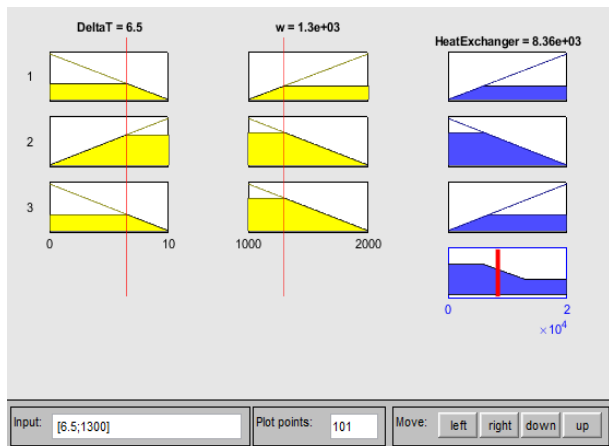 DeltaT = 6.5
w = 1.3e+03
HeatExchanger = 8.36e+03
1
2
3
0 10
1000 2000
0 2
×10⁴
Input: [6.5;1300] Plot points: 101 Move: left right down up